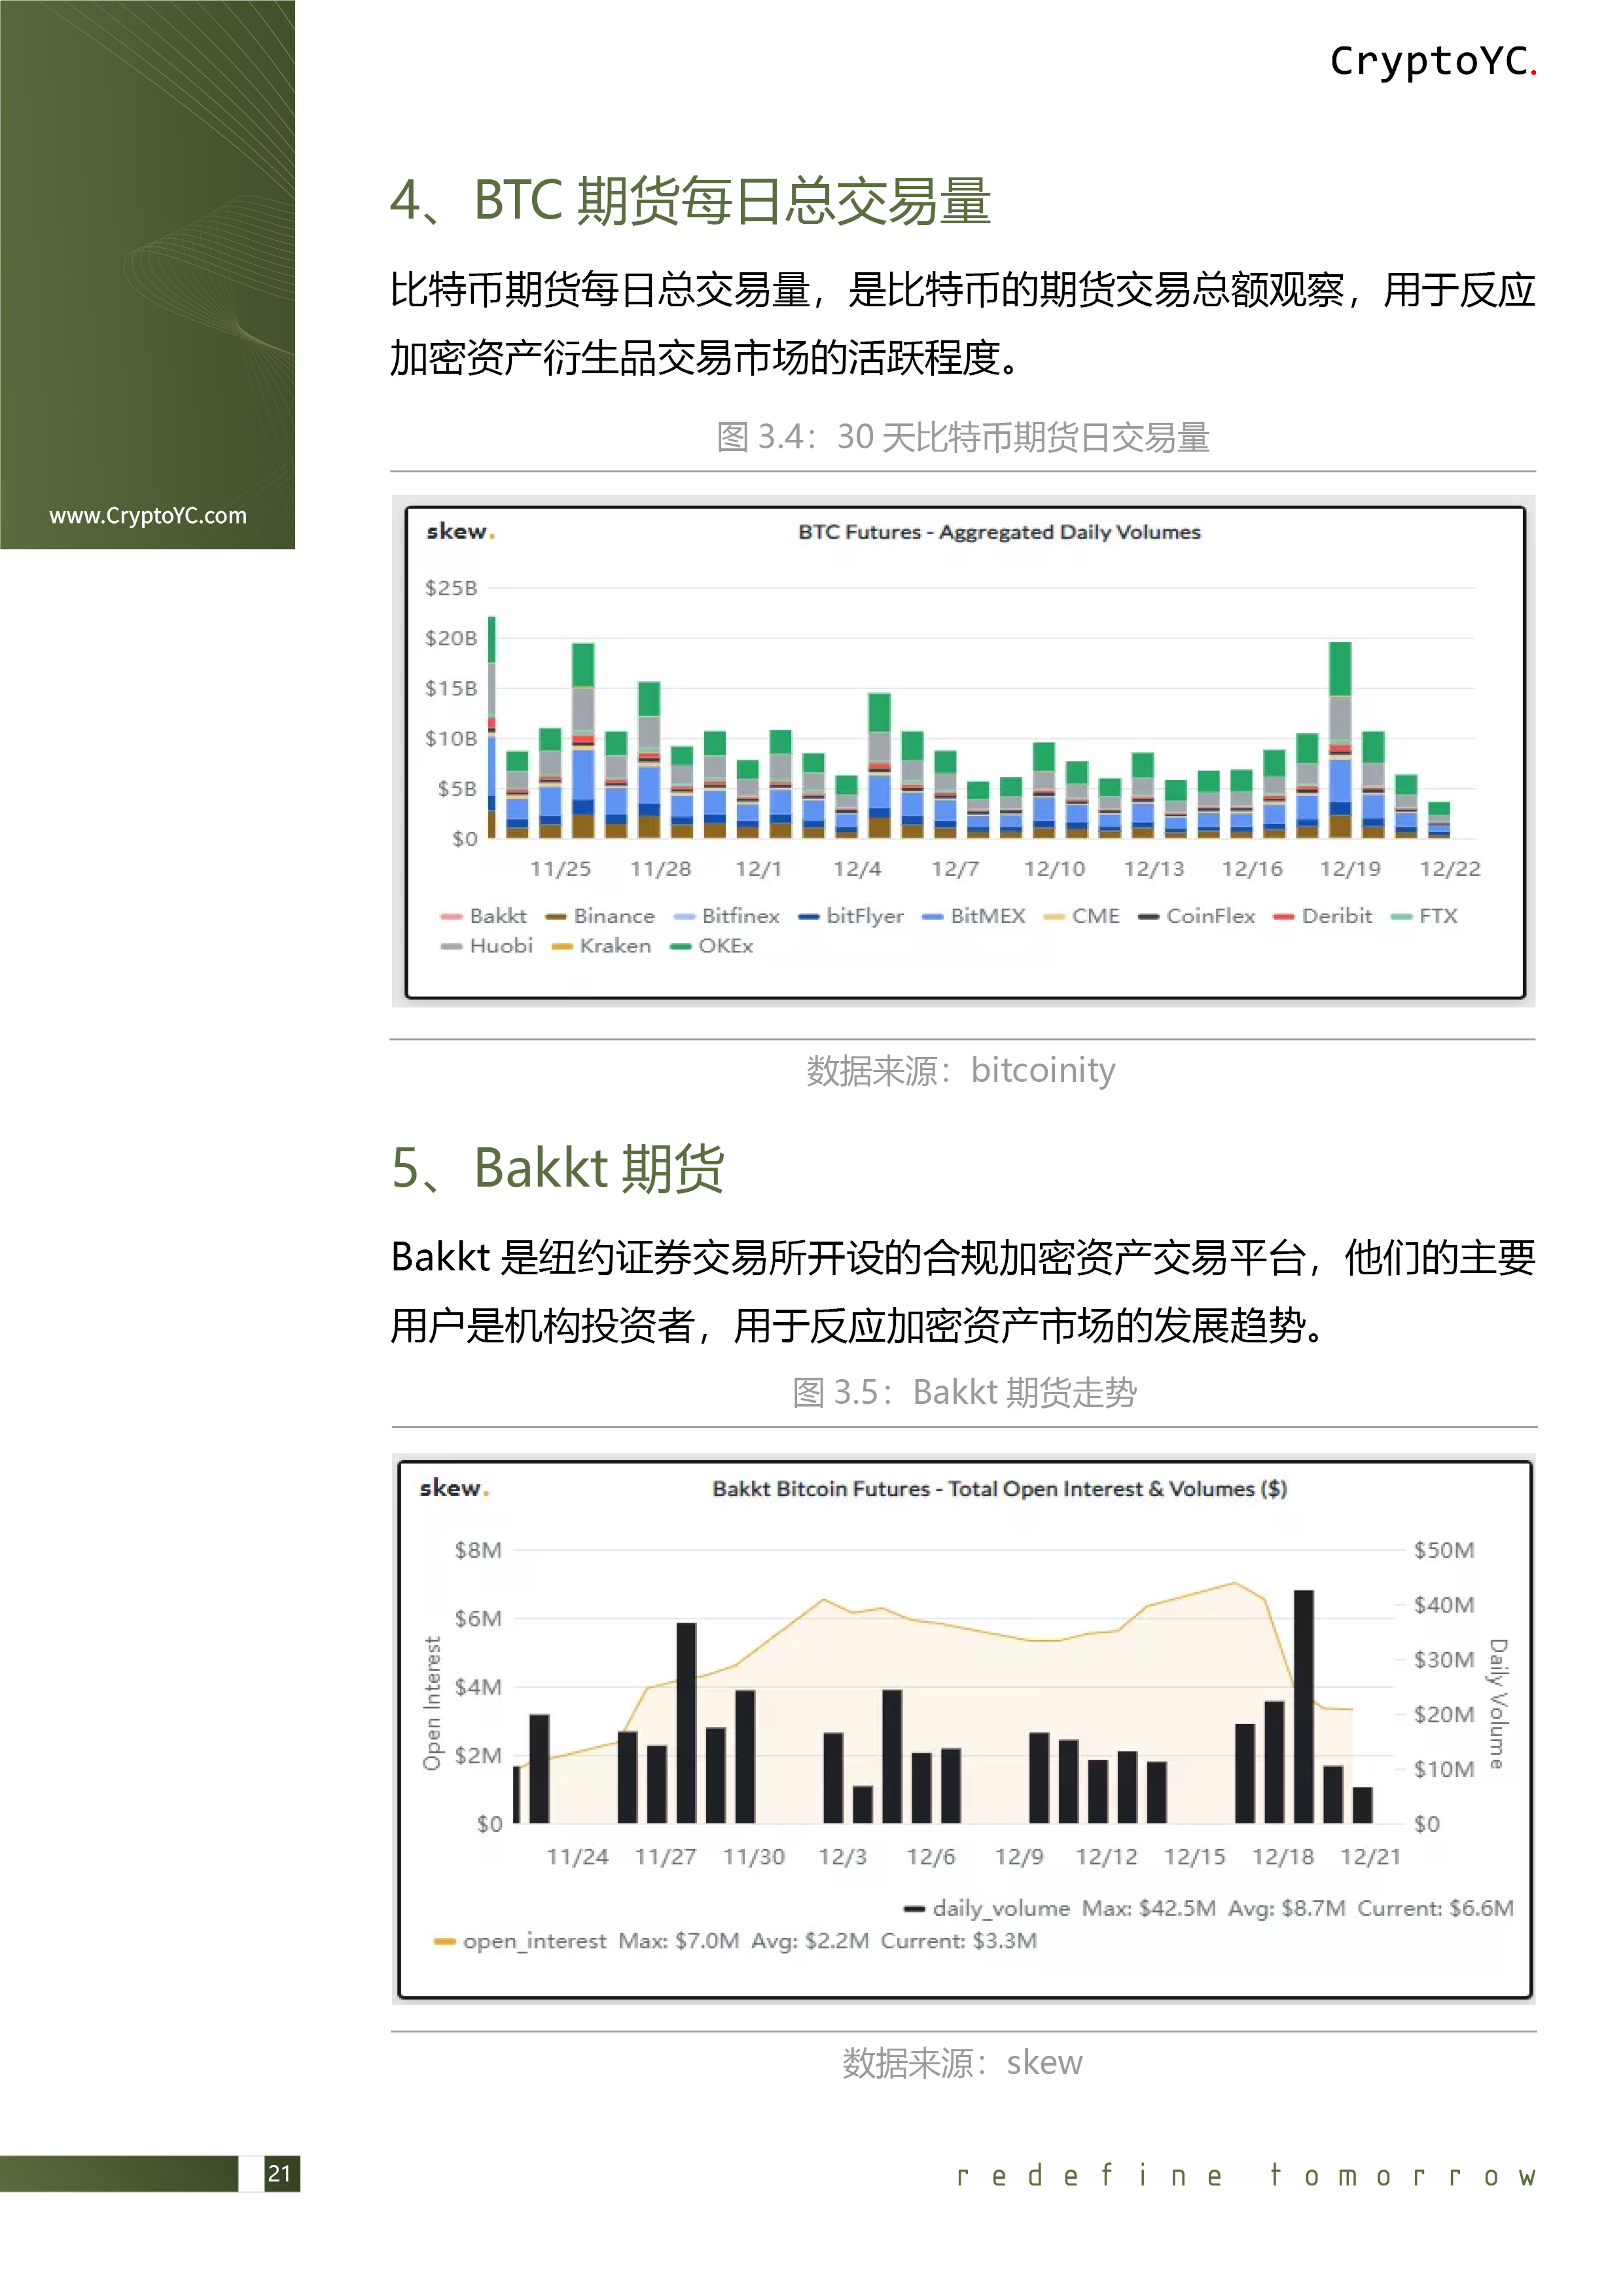 CryptoYC.
www.CryptoYC.com
4、BTC 期货每日总交易量
比特币期货每日总交易量，是比特币的期货交易总额观察，用于反应
加密资产衍生品交易市场的活跃程度。
图 3.4：30 天比特币期货日交易量
skew.
BTC Futures - Aggregated Daily Volumes
$25B
$20B
$15B
$10B
$5B
$0
11/25 11/28 12/1 12/4 12/7 12/10 12/13 12/16 12/19 12/22
Bakkt Binance Bitfinex bitFlyer BitMEX CME CoinFlex Deribit FTX
Huobi Kraken OKEx
数据来源：bitcoinity
5、Bakkt 期货
Bakkt 是纽约证券交易所开设的合规加密资产交易平台，他们的主要
用户是机构投资者，用于反应加密资产市场的发展趋势。
图 3.5：Bakkt 期货走势
skew.
Bakkt Bitcoin Futures - Total Open Interest & Volumes ($)
Open Interest
$8M
$6M
$4M
$2M
$0
$50M
$40M
$30M
$20M
$10M
$0
Daily Volume
11/24 11/27 11/30 12/3 12/6 12/9 12/12 12/15 12/18 12/21
daily_volume Max: $42.5M Avg: $8.7M Current: $6.6M
open_interest Max: $7.0M Avg: $2.2M Current: $3.3M
数据来源：skew
21
redefine tomorrow